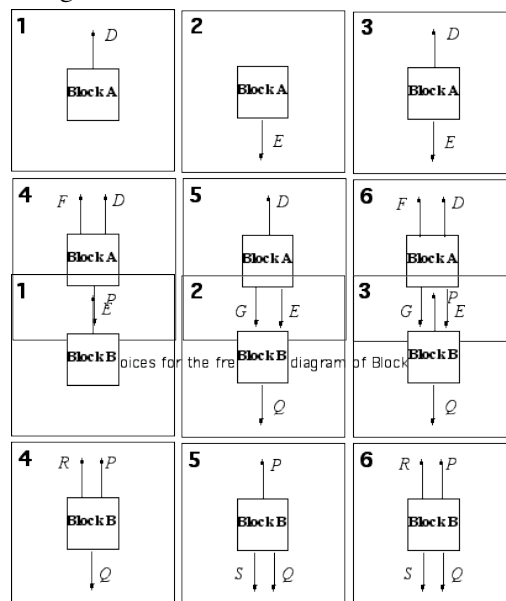 1 2 3
D D
Block A Block A Block A
E E
4 5 6
F D D F D
Block A Block A Block A
1 2 3
P P
E G E G E
Block B Block B Block B
oices for the fre diagram of Block
Q Q
4 5 6
R P P R P
Block B Block B Block B
Q S Q S Q